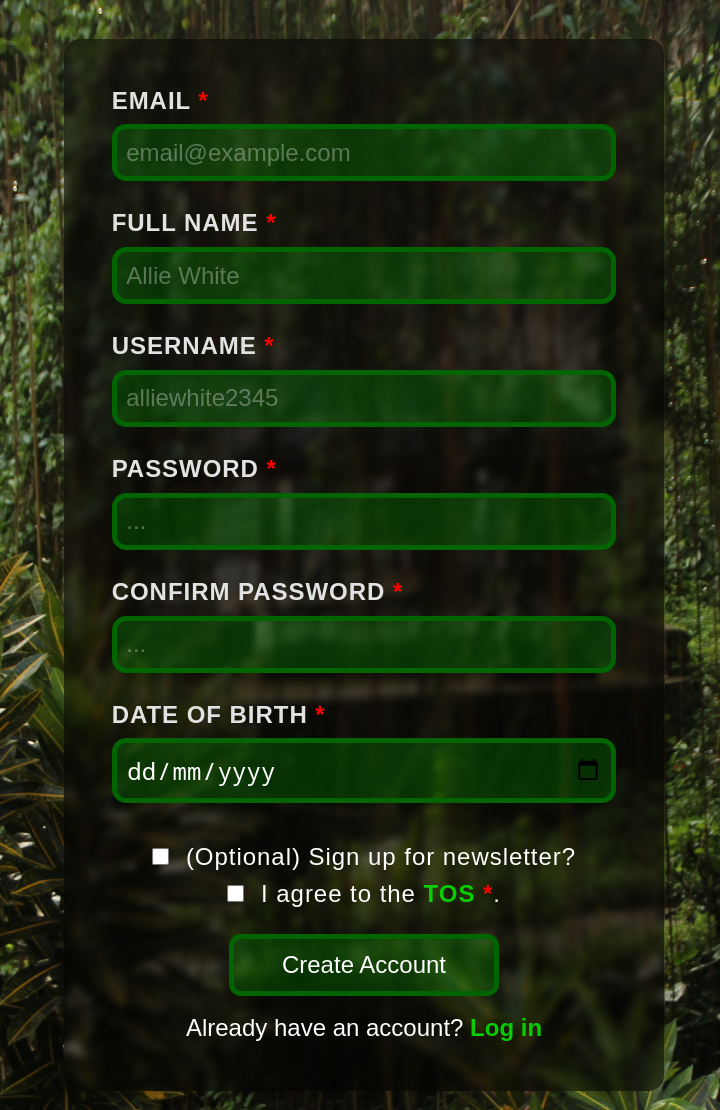 EMAIL *
email@example.com
FULL NAME *
Allie White
USERNAME *
alliewhite2345
PASSWORD *
...
CONFIRM PASSWORD *
...
DATE OF BIRTH *
dd/mm/yyyy
(Optional) Sign up for newsletter?
I agree to the TOS *.
Create Account
Already have an account? Log in